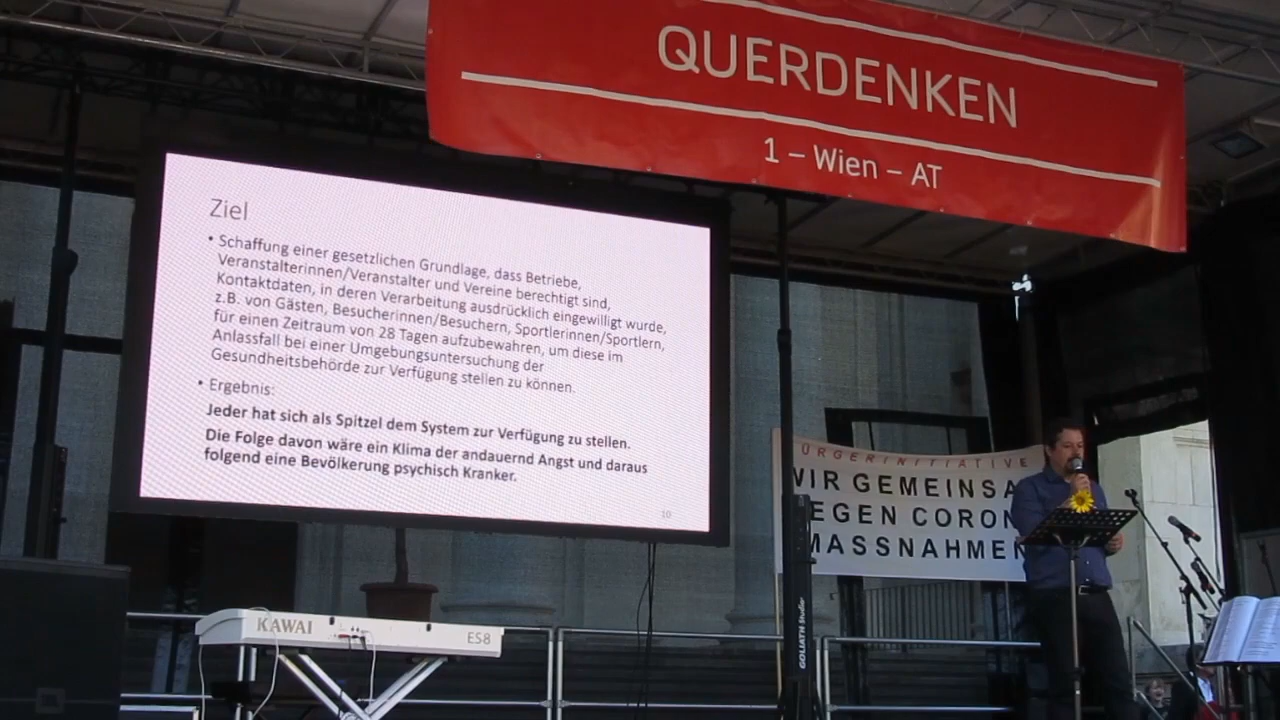 QUERDENKEN
1 – Wien – AT
Ziel
• Schaffung einer gesetzlichen Grundlage, dass Betriebe,
Veranstalterinnen/Veranstalter und Vereine berechtigt sind,
Kontaktdaten, in deren Verarbeitung ausdrücklich eingewilligt wurde,
z.B. von Gästen, Besucherinnen/Besuchern, Sportlerinnen/Sportlern,
für einen Zeitraum von 28 Tagen aufzubewahren, um diese im
Anlassfall bei einer Umgebungsuntersuchung der
Gesundheitsbehörde zur Verfügung stellen zu können.
• Ergebnis:
Jeder hat sich als Spitzel dem System zur Verfügung zu stellen.
Die Folge davon wäre ein Klima der andauernd Angst und daraus
folgend eine Bevölkerung psychisch Kranker.
10
ÜRGERINITIATIVE
WIR GEMEINSA
EGEN CORON
MASSNAHMEN
KAWAI
ES8
GOLIATH Studio